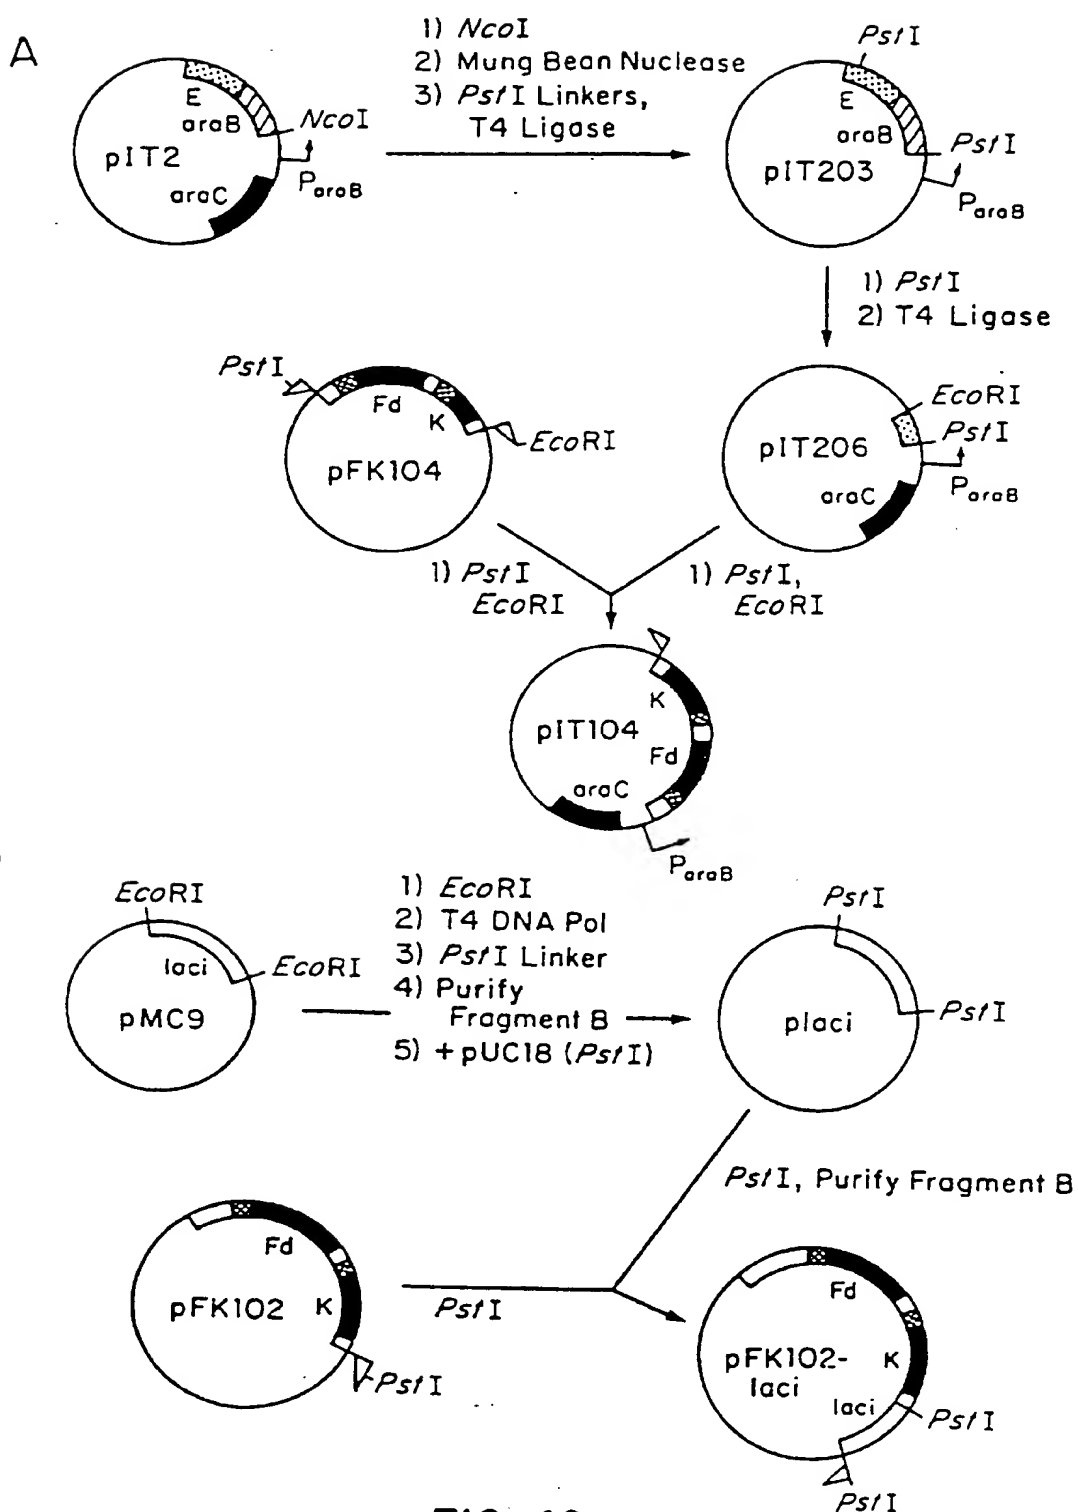 A
1) NcoI
2) Mung Bean Nuclease
3) PstI Linkers,
T4 Ligase
E
araB
NcoI
pIT2
araC
ParaB
PstI
E
araB
PstI
pIT203
ParaB
1) PstI
2) T4 Ligase
PstI
Fd
K
EcoRI
pFK104
EcoRI
PstI
pIT206
araC
ParaB
1) PstI
EcoRI
1) PstI,
EcoRI
K
pIT104
Fd
araC
ParaB
EcoRI
laci
EcoRI
pMC9
1) EcoRI
2) T4 DNA Pol
3) PstI Linker
4) Purify
Fragment B
5) +pUC18 (PstI)
PstI
PstI
placi
PstI, Purify Fragment B
Fd
pFK102
K
PstI
PstI
Fd
pFK102-
laci
K
laci
PstI
PstI